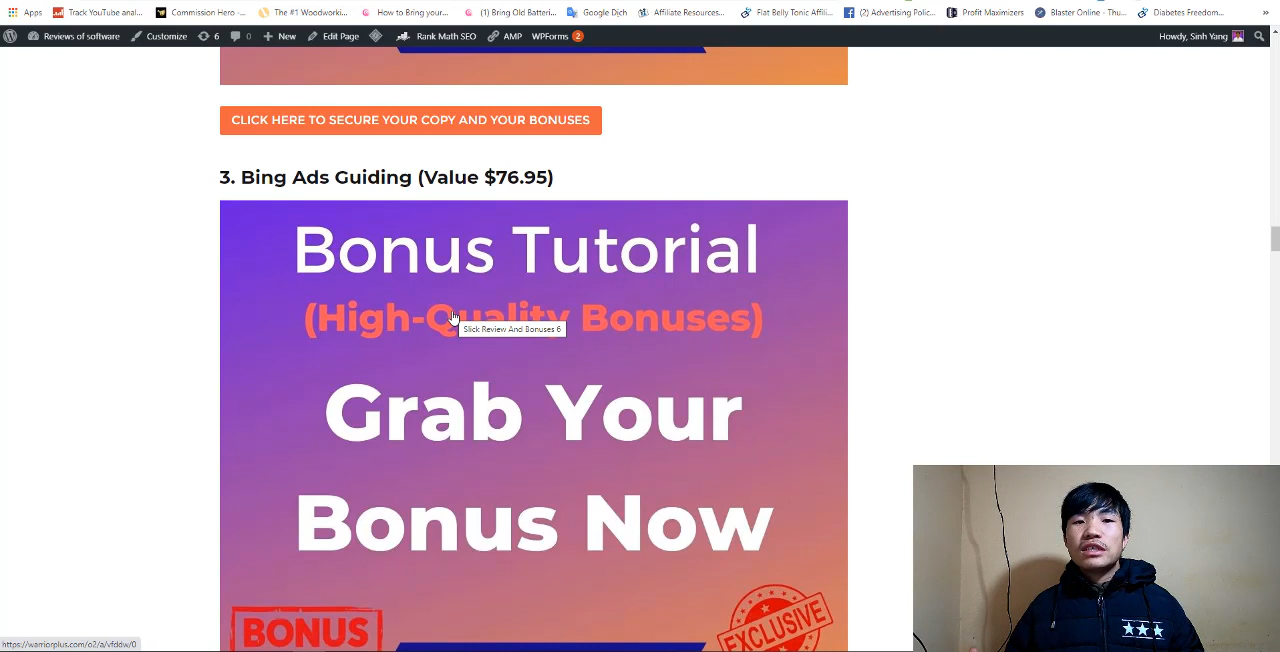 Apps Track YouTube anal... Commission Hero -... The #1 Woodworki... How to Bring your... (1) Bring Old Batteri... Google Dịch Affiliate Resources... Flat Belly Tonic Affili... (2) Advertising Polic... Profit Maximizers Blaster Online - Thu... Diabetes Freedom... »
Reviews of software Customize 6 0 New Edit Page Rank Math SEO AMP WPForms 2 Howdy, Sinh Yang
CLICK HERE TO SECURE YOUR COPY AND YOUR BONUSES
3. Bing Ads Guiding (Value $76.95)
Bonus Tutorial
(High-Quality Bonuses)
Slick Review And Bonuses 6
Grab Your
Bonus Now
BONUS
EXCLUSIVE
https://warriorplus.com/o2/a/vfddw/0